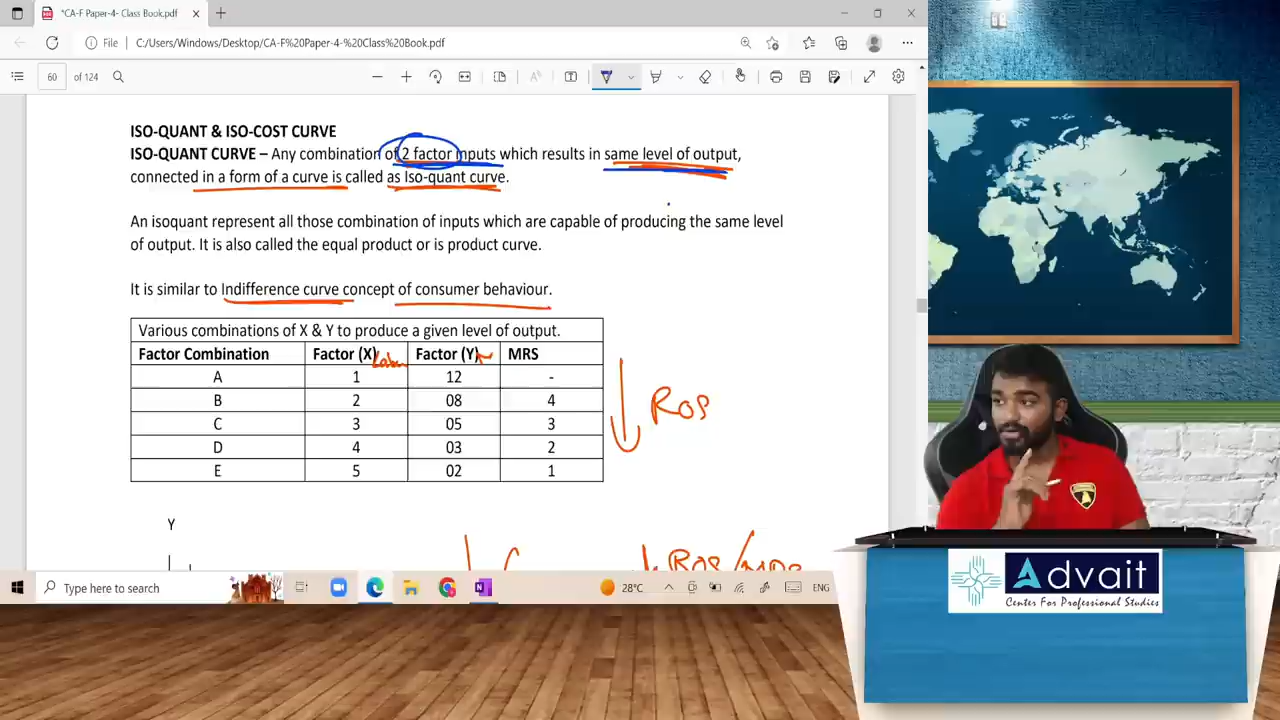 *CA-F Paper-4- Class Book.pdf
File C:/Users/Windows/Desktop/CA-F%20Paper-4-%20Class%20Book.pdf
60 of 124
ISO-QUANT & ISO-COST CURVE
ISO-QUANT CURVE – Any combination of 2 factor inputs which results in same level of output,
connected in a form of a curve is called as Iso-quant curve.
An isoquant represent all those combination of inputs which are capable of producing the same level
of output. It is also called the equal product or is product curve.
It is similar to Indifference curve concept of consumer behaviour.
Various combinations of X & Y to produce a given level of output.
Factor Combination Factor (X) Factor (Y) MRS
A 1 12 -
B 2 08 4
C 3 05 3
D 4 03 2
E 5 02 1
ROS
Y
ROS/
Type here to search
28°C
ENG
Advait
Center For Professional Studies